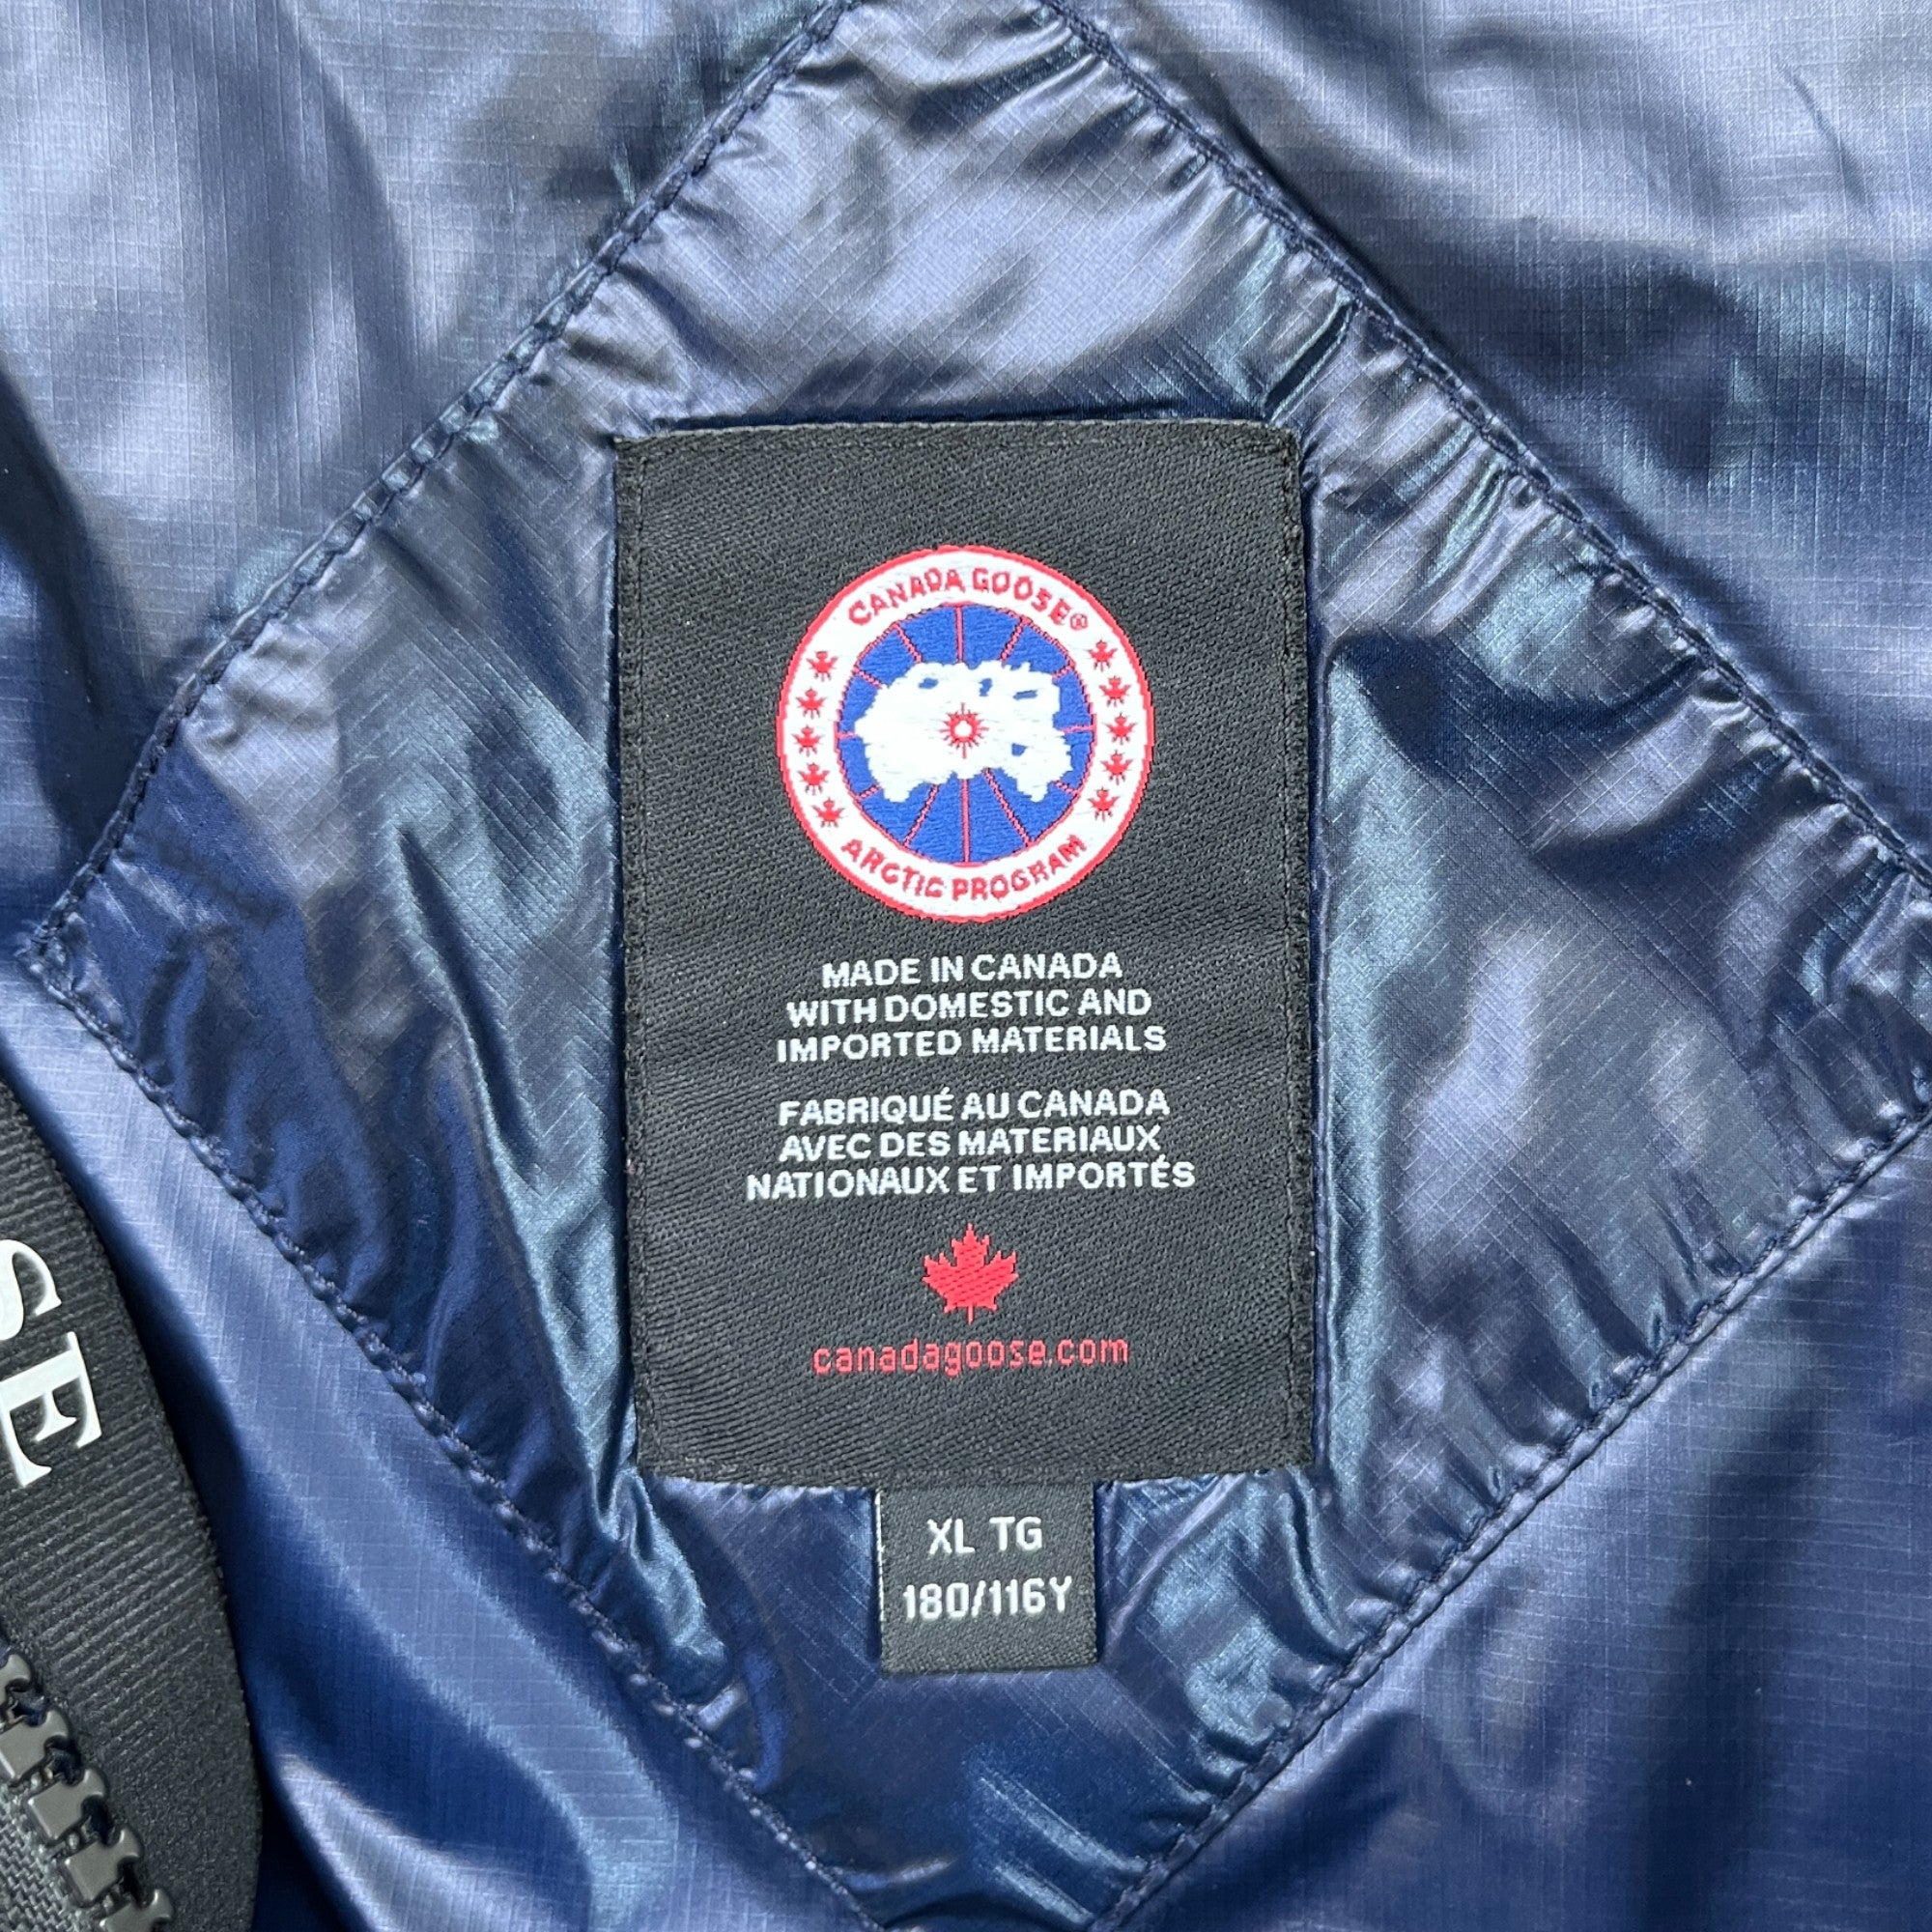 CANADA GOOSE®
ARCTIC PROGRAM
MADE IN CANADA
WITH DOMESTIC AND
IMPORTED MATERIALS
FABRIQUÉ AU CANADA
AVEC DES MATERIAUX
NATIONAUX ET IMPORTÉS
canadagoose.com
XL TG
180/116Y
SE